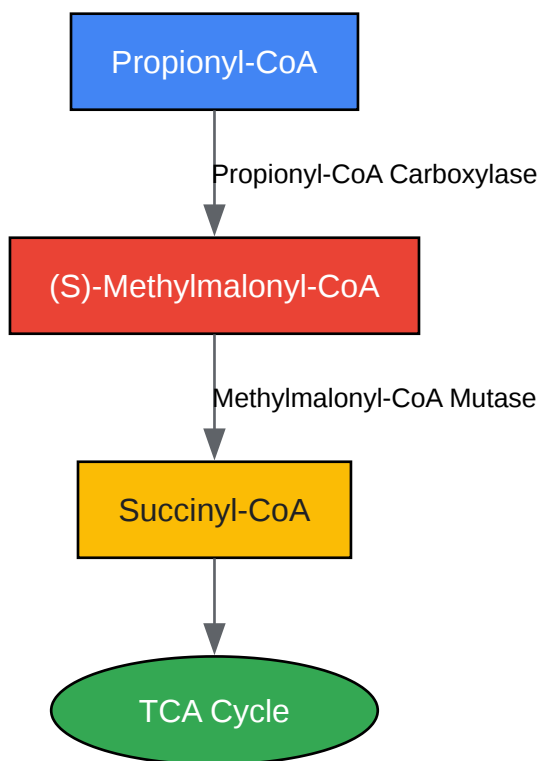 Propionyl-CoA
Propionyl-CoA Carboxylase
(S)-Methylmalonyl-CoA
Methylmalonyl-CoA Mutase
Succinyl-CoA
TCA Cycle